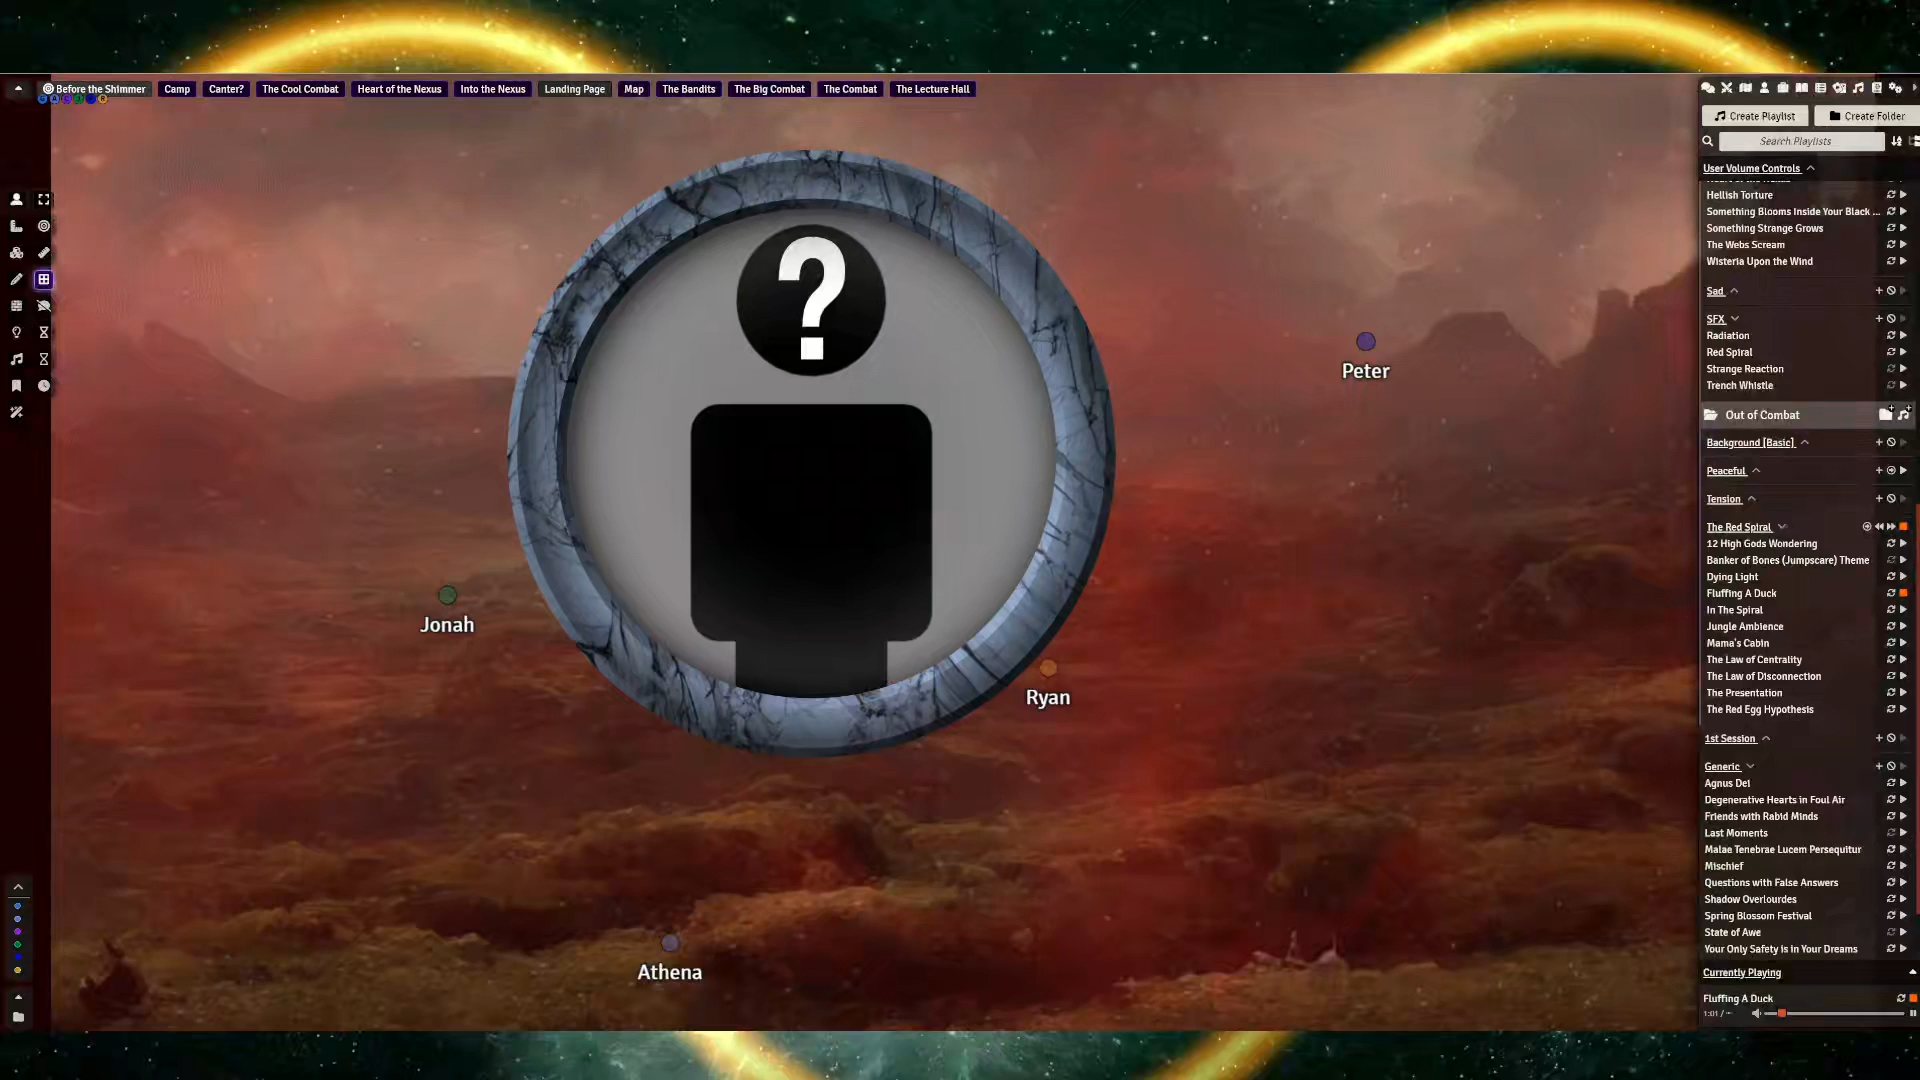 Before the Shimmer
Camp
Canter?
The Cool Combat
Heart of the Nexus
Into the Nexus
Landing Page
Map
The Bandits
The Big Combat
The Combat
The Lecture Hall
?
Peter
Jonah
Ryan
Athena
Create Playlist
Create Folder
Search Playlists
User Volume Controls
Hellish Torture
Something Blooms Inside Your Black ...
Something Strange Grows
The Webs Scream
Wisteria Upon the Wind
Sad
SFX
Radiation
Red Spiral
Strange Reaction
Trench Whistle
Out of Combat
Background [Basic]
Peaceful
Tension
The Red Spiral
12 High Gods Wondering
Banker of Bones (Jumpscare) Theme
Dying Light
Fluffing A Duck
In The Spiral
Jungle Ambience
Mama's Cabin
The Law of Centrality
The Law of Disconnection
The Presentation
The Red Egg Hypothesis
1st Session
Generic
Agnus Dei
Degenerative Hearts in Foul Air
Friends with Rabid Minds
Last Moments
Malae Tenebrae Lucem Persequitur
Mischief
Questions with False Answers
Shadow Overlourdes
Spring Blossom Festival
State of Awe
Your Only Safety is in Your Dreams
Currently Playing
Fluffing A Duck
1:01 /